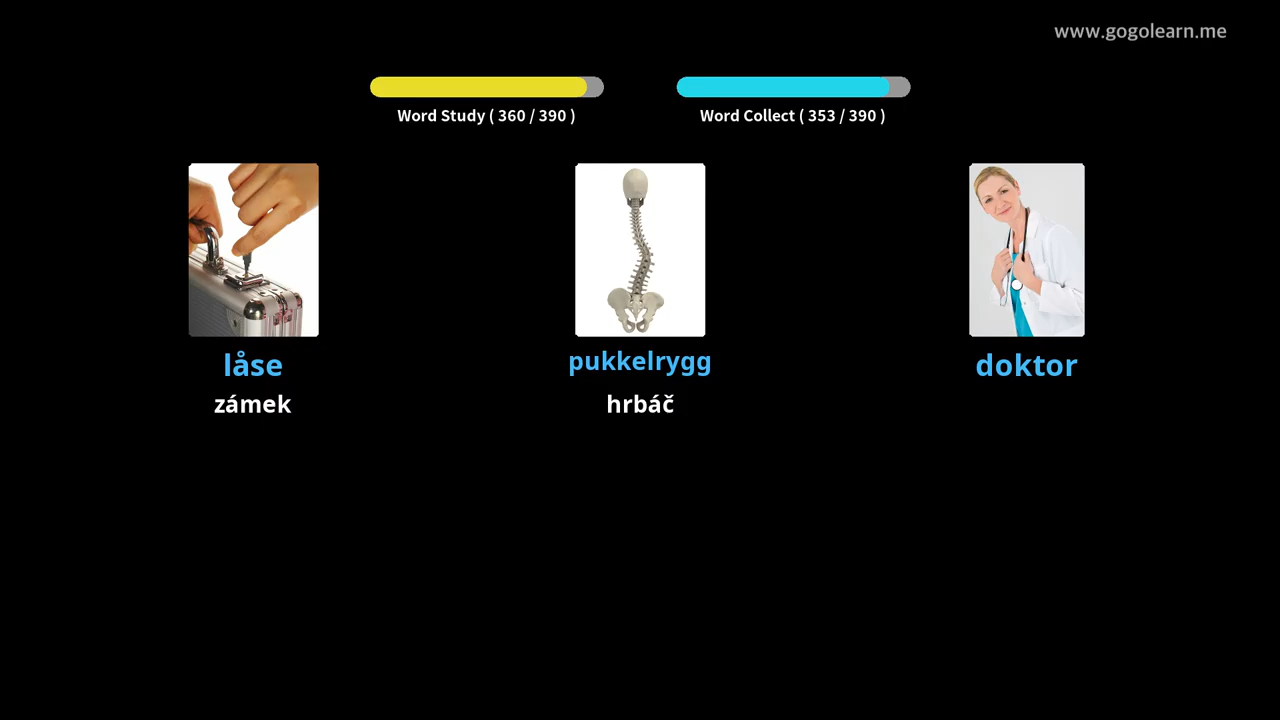 www.gogolearn.me
Word Study ( 360 / 390 )
Word Collect ( 353 / 390 )
låse
pukkelrygg
doktor
zámek
hrbáč